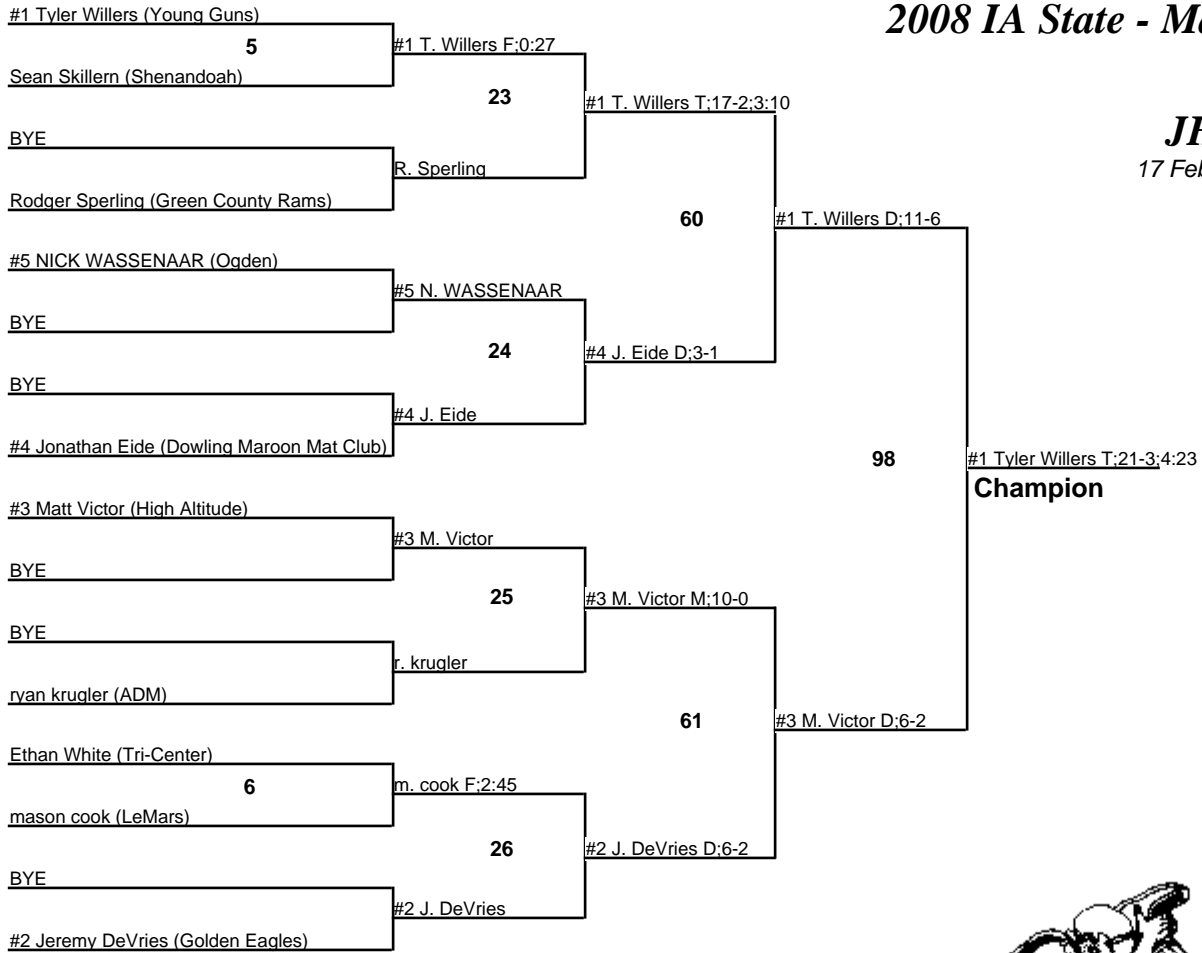 2008 IA State - M
JH
17 Feb
#1 Tyler Willers (Young Guns)
5
Sean Skillern (Shenandoah)
BYE
Rodger Sperling (Green County Rams)
#5 NICK WASSENAAR (Ogden)
BYE
BYE
#4 Jonathan Eide (Dowling Maroon Mat Club)
#3 Matt Victor (High Altitude)
BYE
BYE
ryan krugler (ADM)
Ethan White (Tri-Center)
6
mason cook (LeMars)
BYE
#2 Jeremy DeVries (Golden Eagles)
#1 T. Willers F;0:27
23
R. Sperling
#5 N. WASSENAAR
24
#4 J. Eide
#3 M. Victor
25
r. krugler
m. cook F;2:45
26
#2 J. DeVries
#1 T. Willers T;17-2;3:10
60
#4 J. Eide D;3-1
#3 M. Victor M;10-0
61
#2 J. DeVries D;6-2
#1 T. Willers D;11-6
98
#3 M. Victor D;6-2
#1 Tyler Willers T;21-3;4:23
Champion